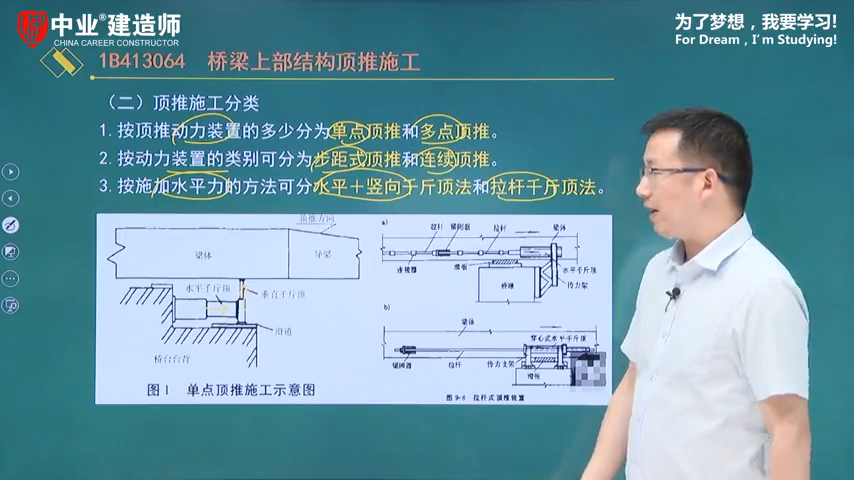 中业®建造师
CHINA CAREER CONSTRUCTOR
为了梦想，我要学习!
For Dream , I'm Studying!
1B413064 桥梁上部结构顶推施工
（二）顶推施工分类
1.按顶推动力装置的多少分为单点顶推和多点顶推。
2.按动力装置的类别可分为步距式顶推和连续顶推。
3.按施加水平力的方法可分水平＋竖向千斤顶法和拉杆千斤顶法。
顶推方向
梁体
导梁
水平千斤顶
垂直千斤顶
滑道
桥台台背
图1 单点顶推施工示意图
a)
拉杆
锚固器
拉杆
梁体
连接器
滑板
水平千斤顶
桥墩
传力架
b)
梁体
穿心式水平千斤顶
锚固器
拉杆
传力支架
滑板
图9-8 拉杆式顶推装置